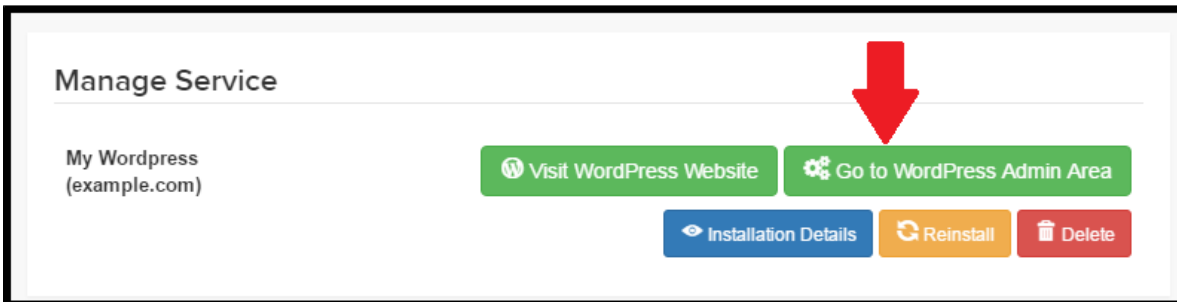 Manage Service
My Wordpress
(example.com)
Visit WordPress Website
Go to WordPress Admin Area
Installation Details
Reinstall
Delete